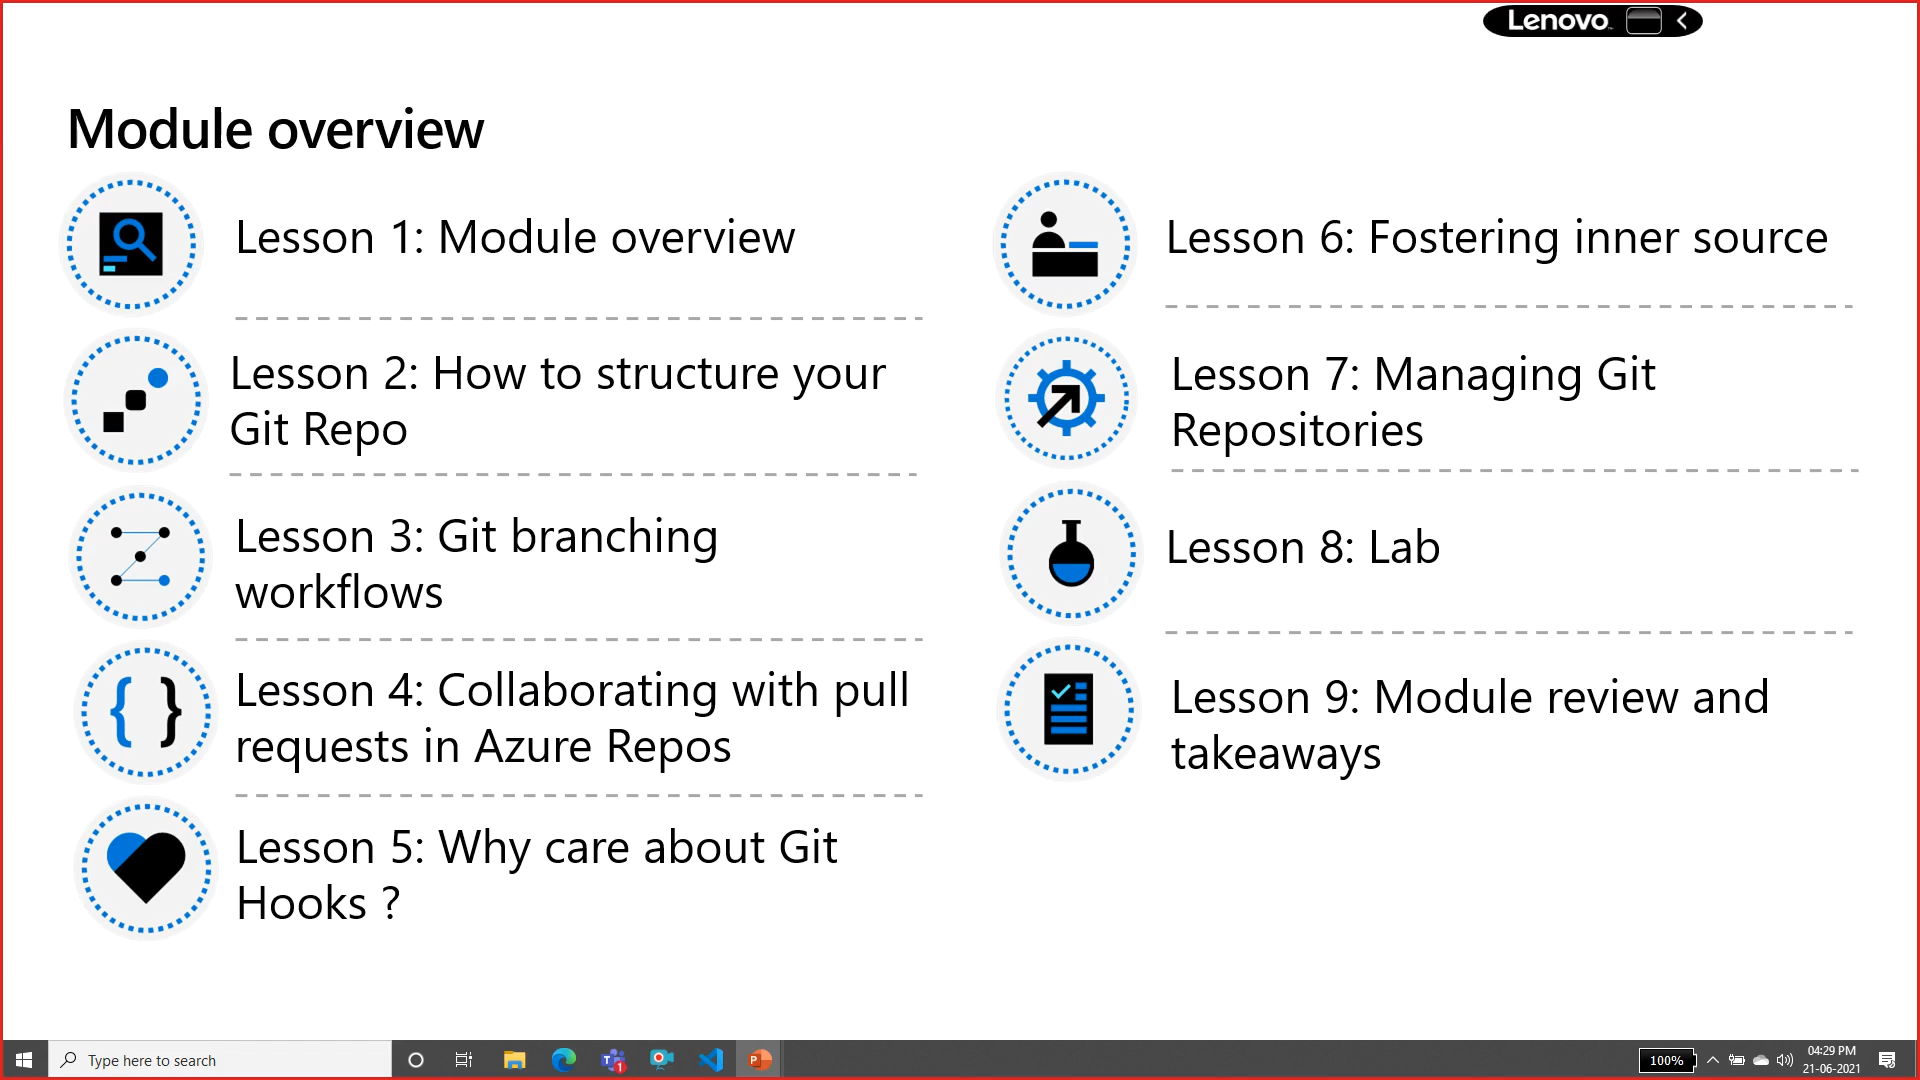 Lenovo
Module overview
Lesson 1: Module overview
Lesson 2: How to structure your
Git Repo
Lesson 3: Git branching
workflows
Lesson 4: Collaborating with pull
requests in Azure Repos
Lesson 5: Why care about Git
Hooks ?
Lesson 6: Fostering inner source
Lesson 7: Managing Git
Repositories
Lesson 8: Lab
Lesson 9: Module review and
takeaways
Type here to search
T
1
P
100%
04:29 PM
21-06-2021